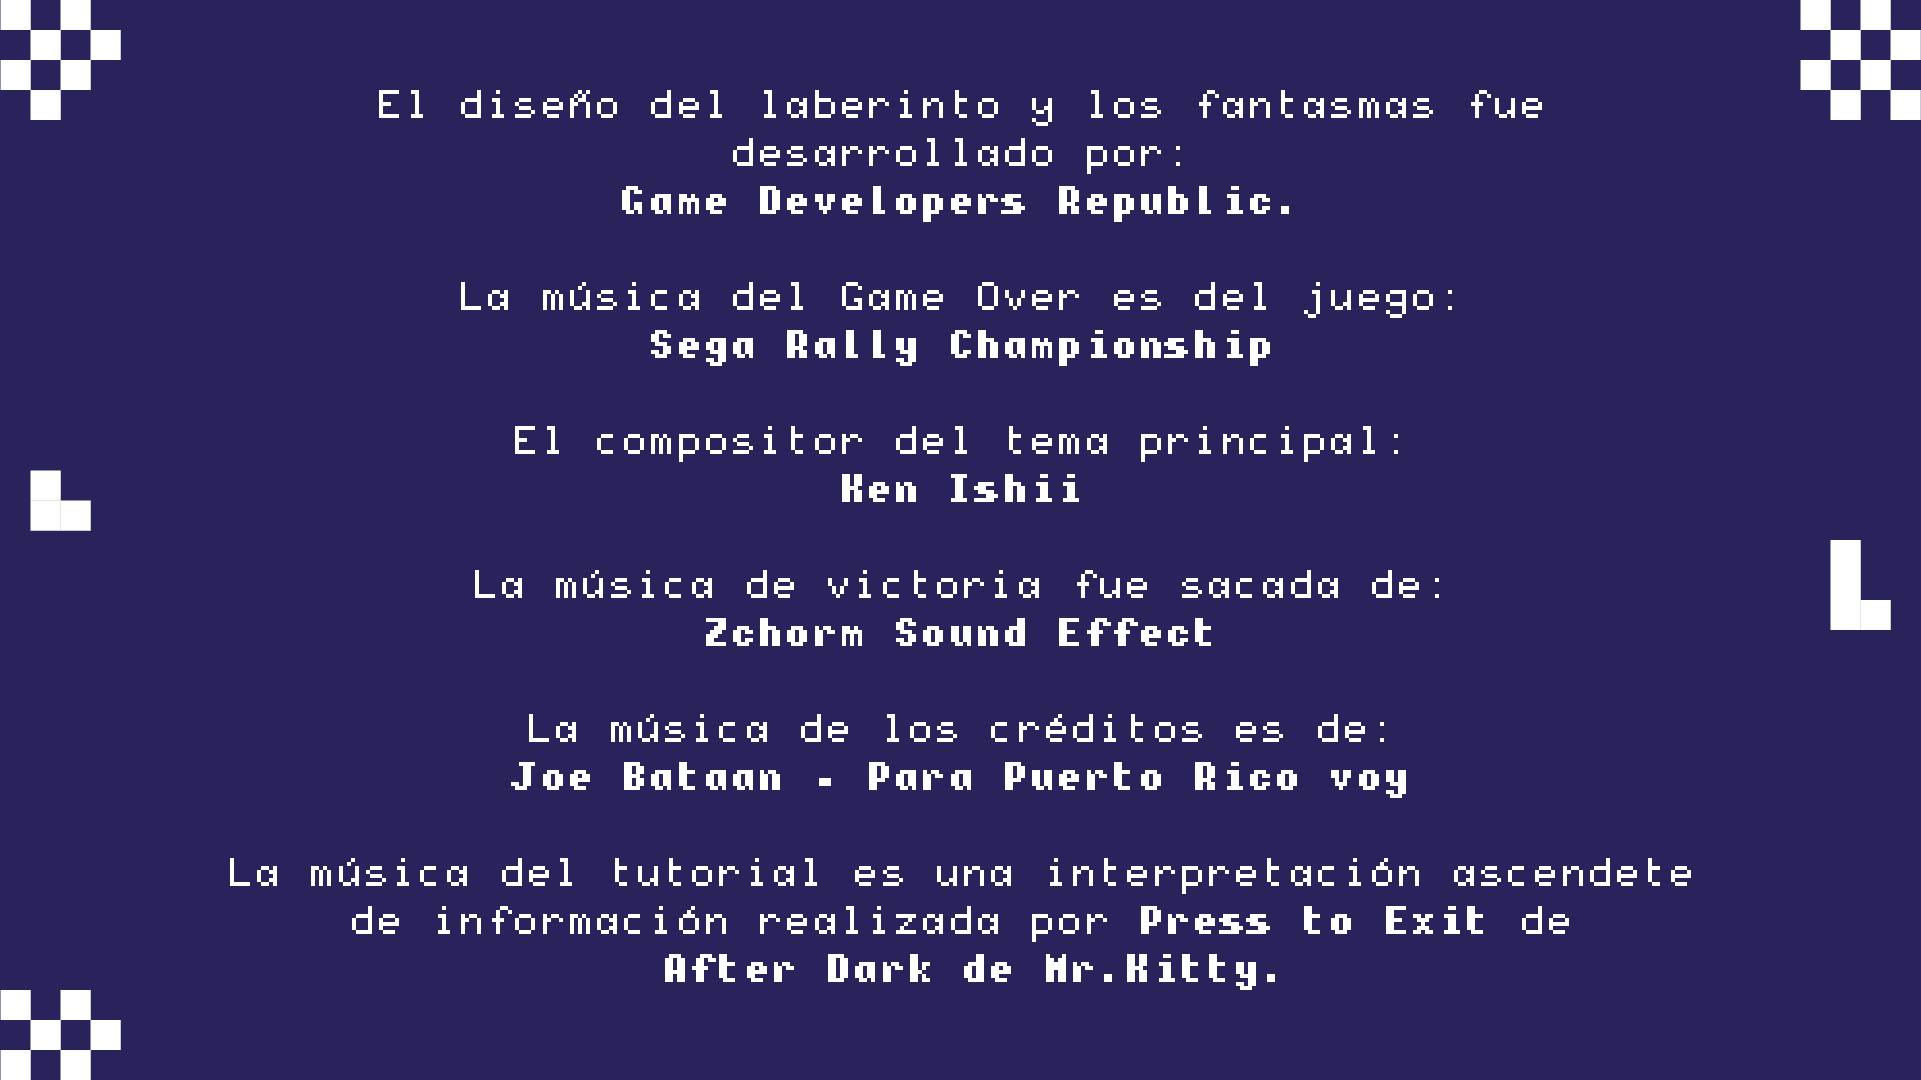 El diseño del laberinto y los fantasmas fue
desarrollado por:
Game Developers Republic.
La música del Game Over es del juego:
Sega Rally Championship
El compositor del tema principal:
Ken Ishii
La música de victoria fue sacada de:
Zchorm Sound Effect
La música de los créditos es de:
Joe Bataan - Para Puerto Rico voy
La música del tutorial es una interpretación ascendete
de información realizada por Press to Exit de
After Dark de Mr.Kitty.